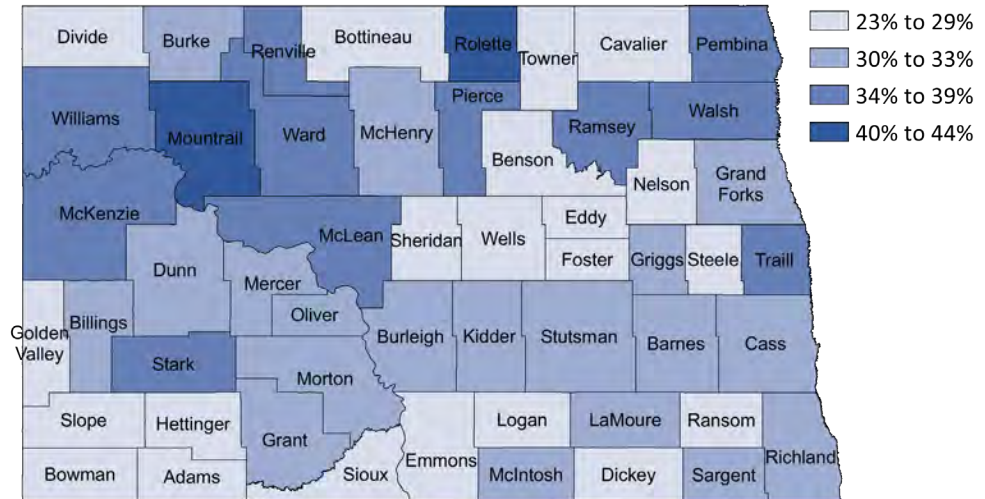 Divide
Burke
Renville
Bottineau
Rolette
Towner
Cavalier
Pembina
23% to 29%
30% to 33%
34% to 39%
40% to 44%
Williams
Mountrail
Ward
McHenry
Pierce
Ramsey
Walsh
Benson
Nelson
Grand
Forks
McKenzie
McLean
Sheridan
Wells
Eddy
Foster
Griggs
Steele
Traill
Dunn
Mercer
Oliver
Golden
Valley
Billings
Stark
Morton
Burleigh
Kidder
Stutsman
Barnes
Cass
Slope
Hettinger
Grant
Logan
LaMoure
Ransom
Richland
Bowman
Adams
Sioux
Emmons
McIntosh
Dickey
Sargent